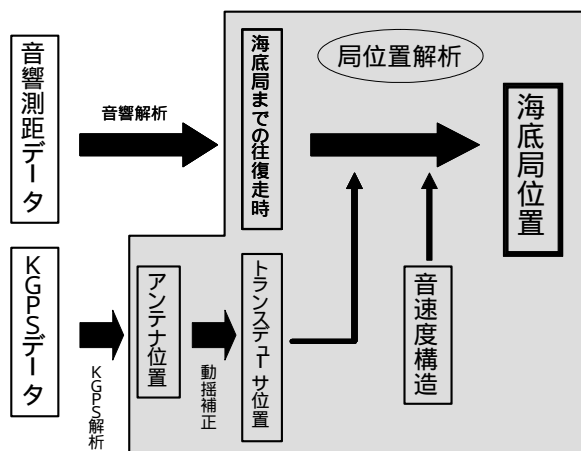 音響測距データ
音響解析
海底局までの往復走時
局位置解析
海底局位置
KGPSデータ
KGPS解析
アンテナ位置
動揺補正
トランスデューサ位置
音速度構造